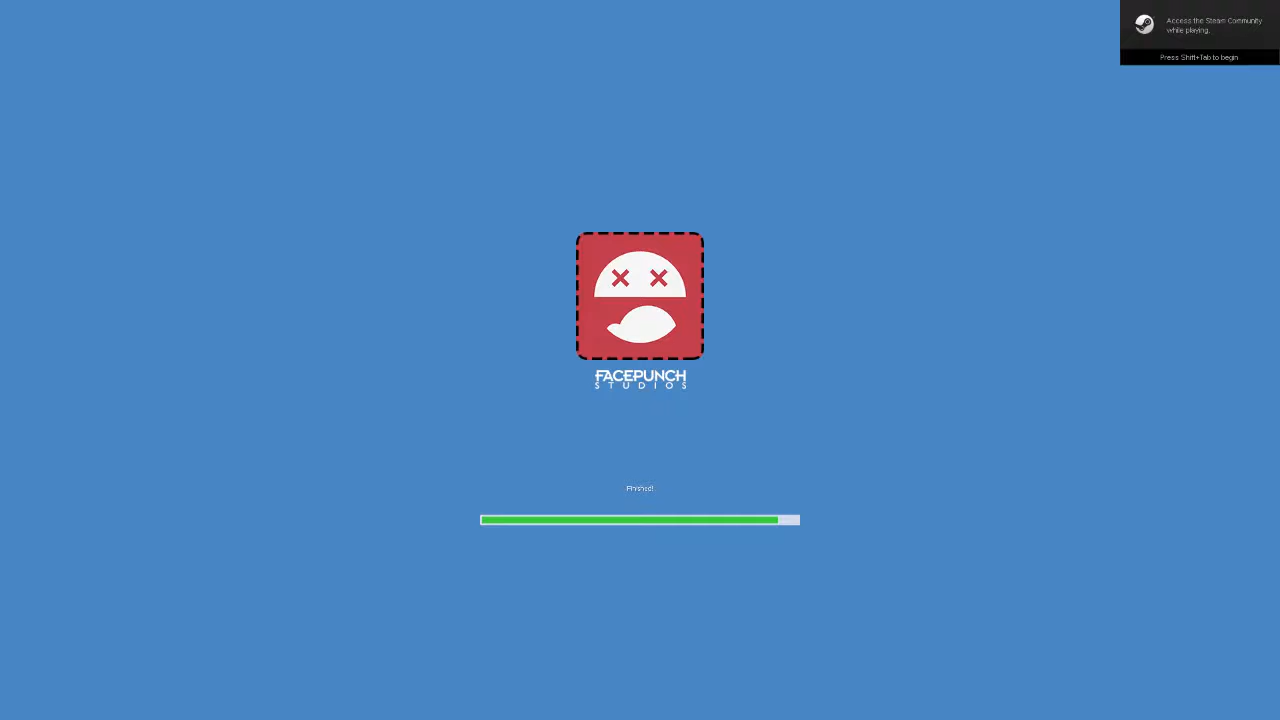 Access the Steam Community
while playing.
Press Shift+Tab to begin
FACEPUNCH
STUDIOS
Finished!